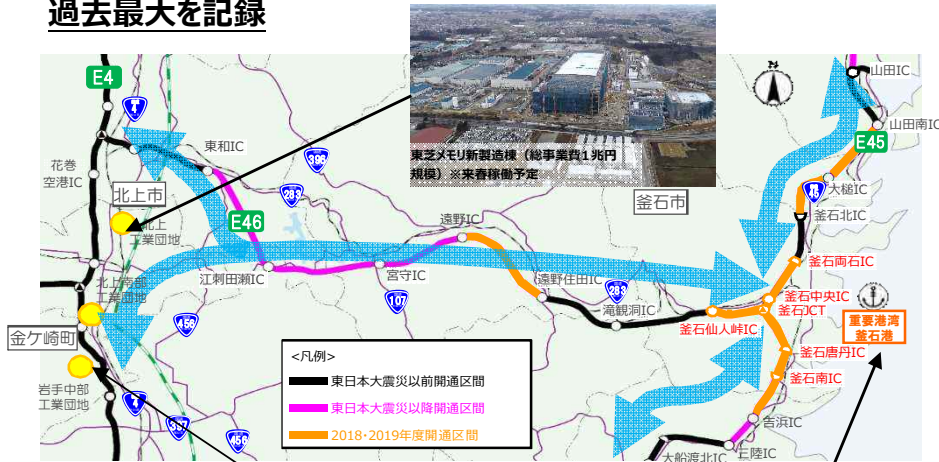 過去最大を記録
東芝メモリ新製造棟（総事業費1兆円
規模）※来春稼働予定
E4
4
花巻
空港IC
東和IC
396
283
北上市
北上
工業団地
E46
江刺田瀬IC
宮守IC
遠野IC
遠野住田IC
283
滝観洞IC
107
釜石市
山田IC
山田南IC
E45
45
大槌IC
釜石北IC
釜石両石IC
釜石中央IC
釜石JCT
釜石仙人峠IC
重要港湾
釜石港
釜石唐丹IC
釜石南IC
吉浜IC
三陸IC
大船渡北IC
北上南部
工業団地
456
金ケ崎町
岩手中部
工業団地
4
397
456
<凡例>
東日本大震災以前開通区間
東日本大震災以降開通区間
2018･2019年度開通区間